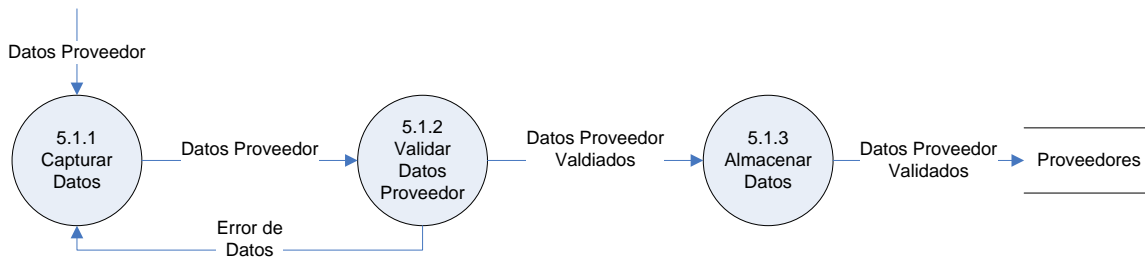 Datos Proveedor
5.1.1
Capturar
Datos
Datos Proveedor
5.1.2
Validar
Datos
Proveedor
Datos Proveedor
Valdiados
5.1.3
Almacenar
Datos
Datos Proveedor
Validados
Proveedores
Error de
Datos